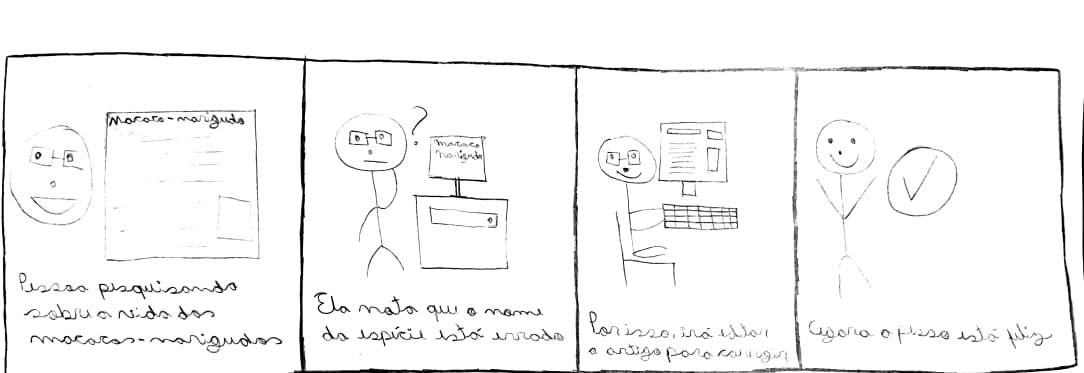 macaco-narigudo
Pessoa pesquisando
sobre a vida dos
macacos-narigudos
?
macaco
narigudo
Ela nota que o nome
da espécie está errado
Por isso, irá editar
o artigo para corrigir
Agora a pesso está feliz